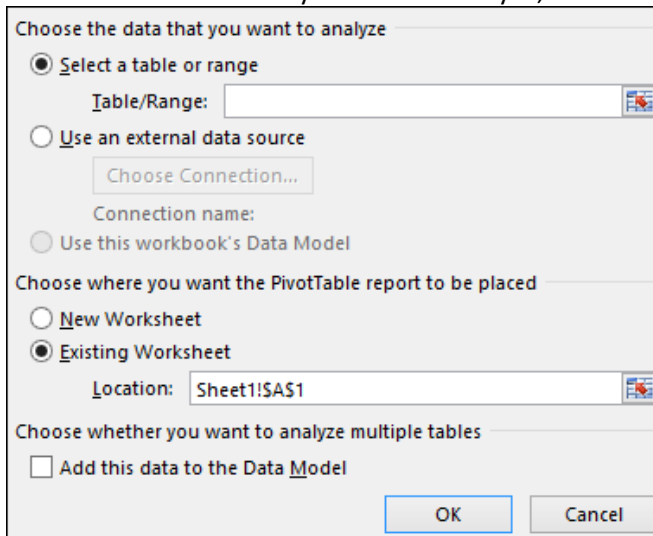 Choose the data that you want to analyze
Select a table or range
Table/Range:
Use an external data source
Choose Connection...
Connection name:
Use this workbook's Data Model
Choose where you want the PivotTable report to be placed
New Worksheet
Existing Worksheet
Location: Sheet1!$A$1
Choose whether you want to analyze multiple tables
Add this data to the Data Model
OK Cancel